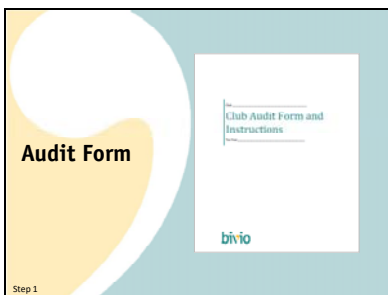 Club Audit Form and
Instructions
Audit Form
bivio
Step 1